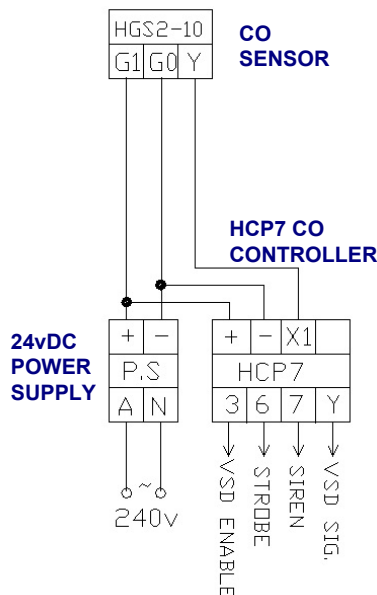 HGS2-10
G1 G0 Y
CO
SENSOR
HCP7 CO
CONTROLLER
24vDC
POWER
SUPPLY
+ -
P.S
A N
+ - X1
HCP7
3 6 7 Y
~
240v
VSD ENABLE
STROBE
SIREN
VSD SIG.